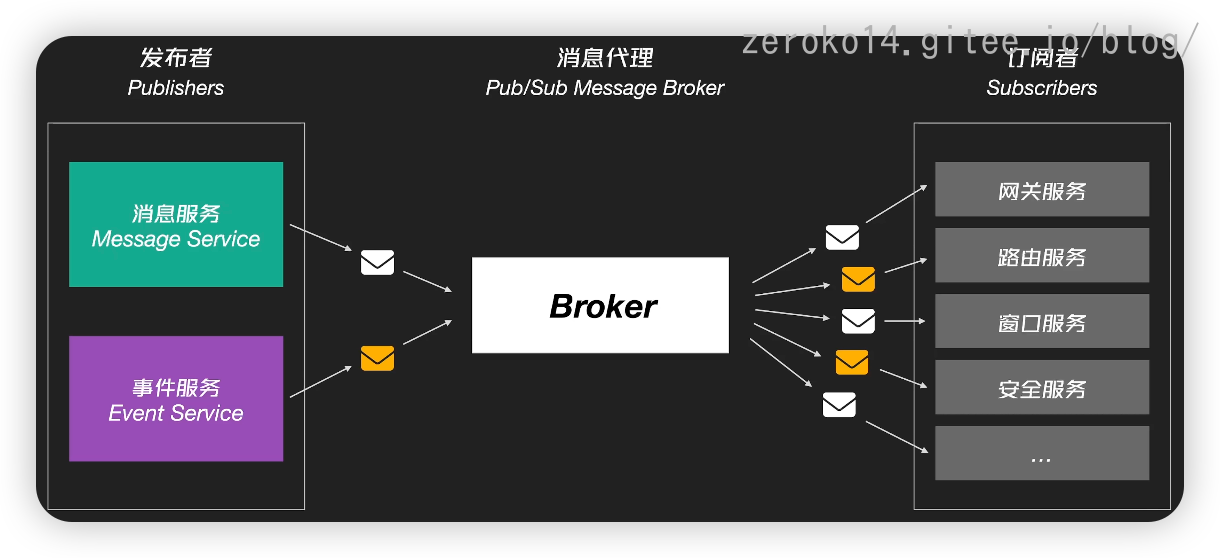 zeroko14.gitee.io/blog/
发布者
Publishers
消息代理
Pub/Sub Message Broker
订阅者
Subscribers
消息服务
Message Service
事件服务
Event Service
Broker
网关服务
路由服务
窗口服务
安全服务
...